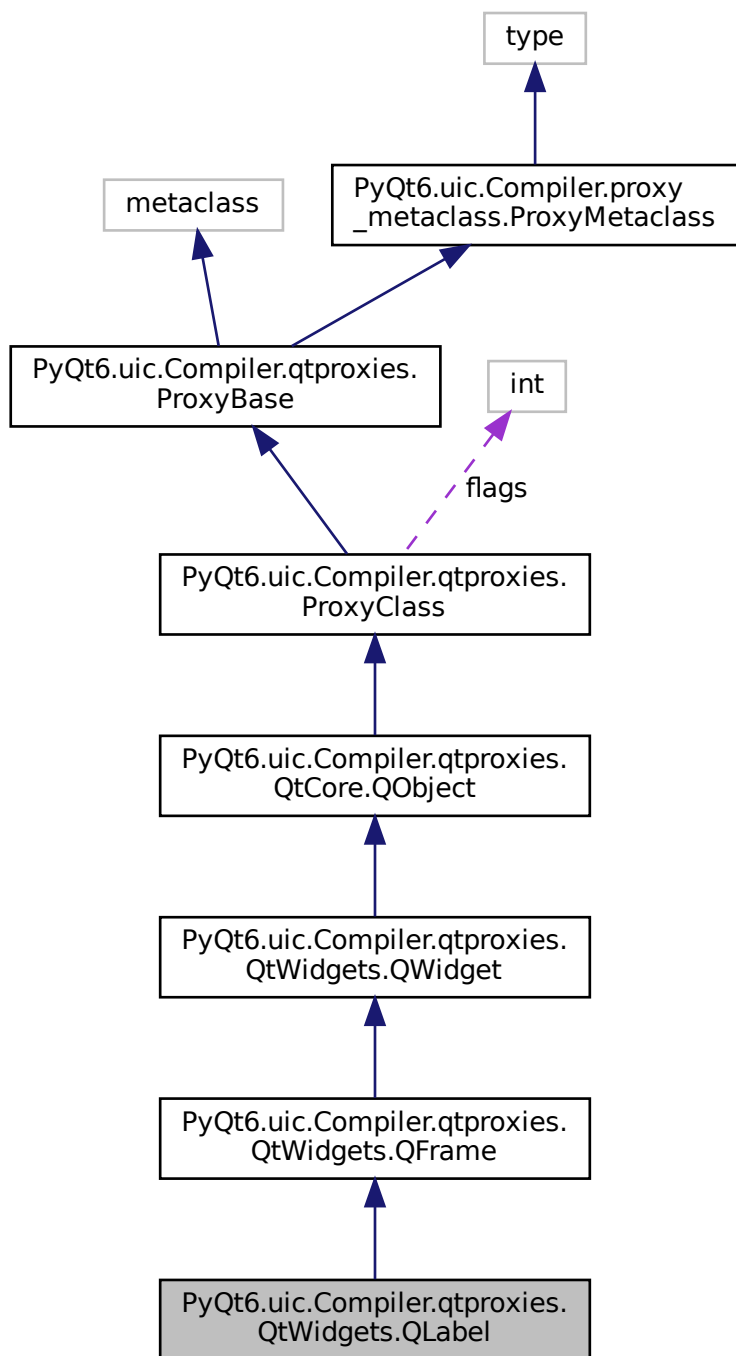 type
PyQt6.uic.Compiler.proxy
_metaclass.ProxyMetaclass
metaclass
PyQt6.uic.Compiler.qtproxies.
ProxyBase
int
flags
PyQt6.uic.Compiler.qtproxies.
ProxyClass
PyQt6.uic.Compiler.qtproxies.
QtCore.QObject
PyQt6.uic.Compiler.qtproxies.
QtWidgets.QWidget
PyQt6.uic.Compiler.qtproxies.
QtWidgets.QFrame
PyQt6.uic.Compiler.qtproxies.
QtWidgets.QLabel